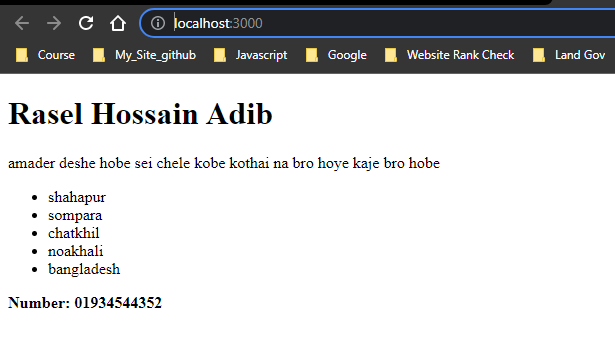 localhost:3000
Course My_Site_github Javascript Google Website Rank Check Land Gov
Rasel Hossain Adib
amader deshe hobe sei chele kobe kothai na bro hoye kaje bro hobe
shahapur
sompara
chatkhil
noakhali
bangladesh
Number: 01934544352